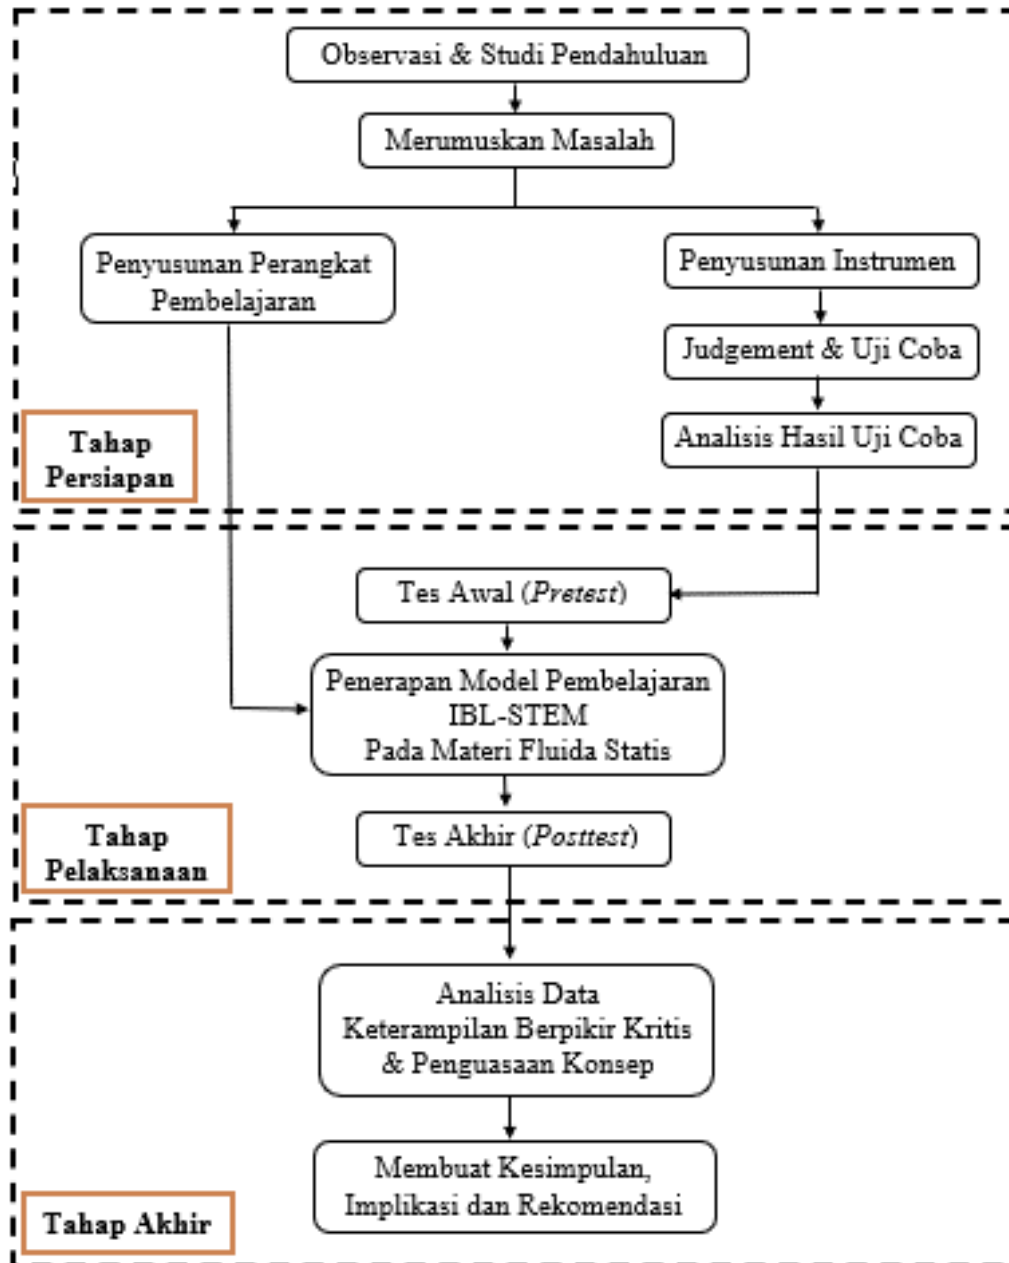 Observasi & Studi Pendahuluan
Merumuskan Masalah
Penyusunan Perangkat
Pembelajaran
Penyusunan Instrumen
Judgement & Uji Coba
Analisis Hasil Uji Coba
Tahap
Persiapan
Tes Awal (Pretest)
Penerapan Model Pembelajaran
IBL-STEM
Pada Materi Fluida Statis
Tes Akhir (Posttest)
Tahap
Pelaksanaan
Analisis Data
Keterampilan Berpikir Kritis
& Penguasaan Konsep
Membuat Kesimpulan,
Implikasi dan Rekomendasi
Tahap Akhir